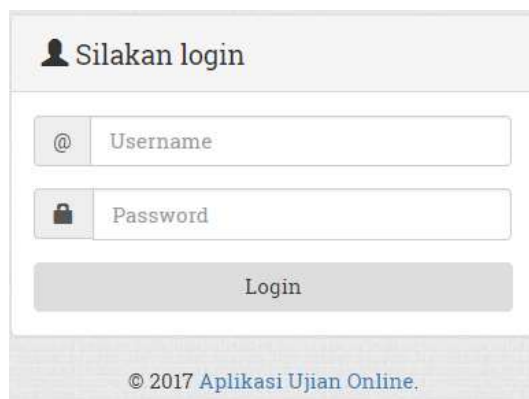 Silakan login
@ Username
Password
Login
© 2017 Aplikasi Ujian Online.